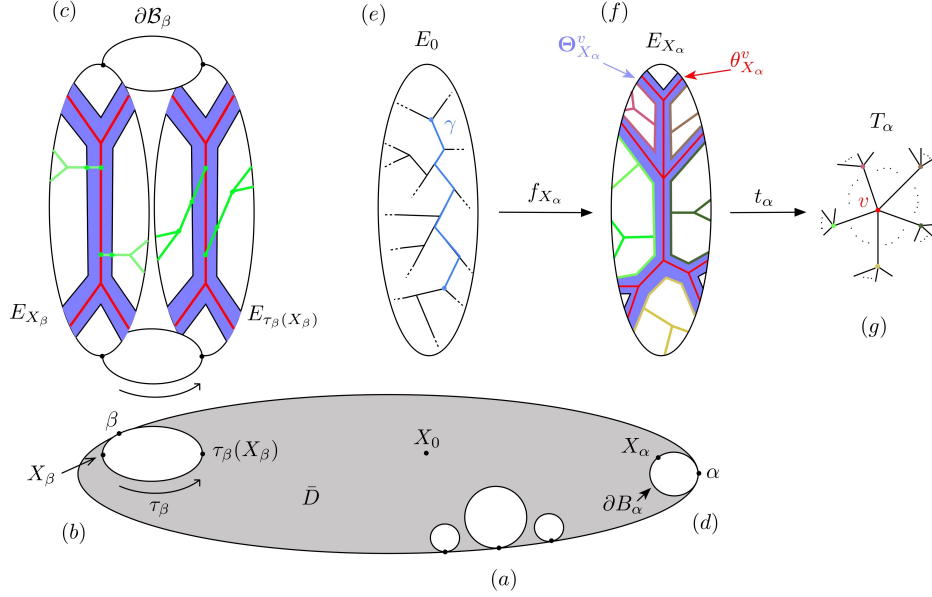 (c)
∂𝓑_β
(e)
(f)
E_0
E_{X_α}
𝚯^v_{X_α}
θ^v_{X_α}
γ
T_α
f_{X_α}
t_α
v
E_{X_β}
E_{τ_β(X_β)}
(g)
β
X_0
X_α
τ_β(X_β)
X_β
α
D̄
∂B_α
τ_β
(b)
(d)
(a)